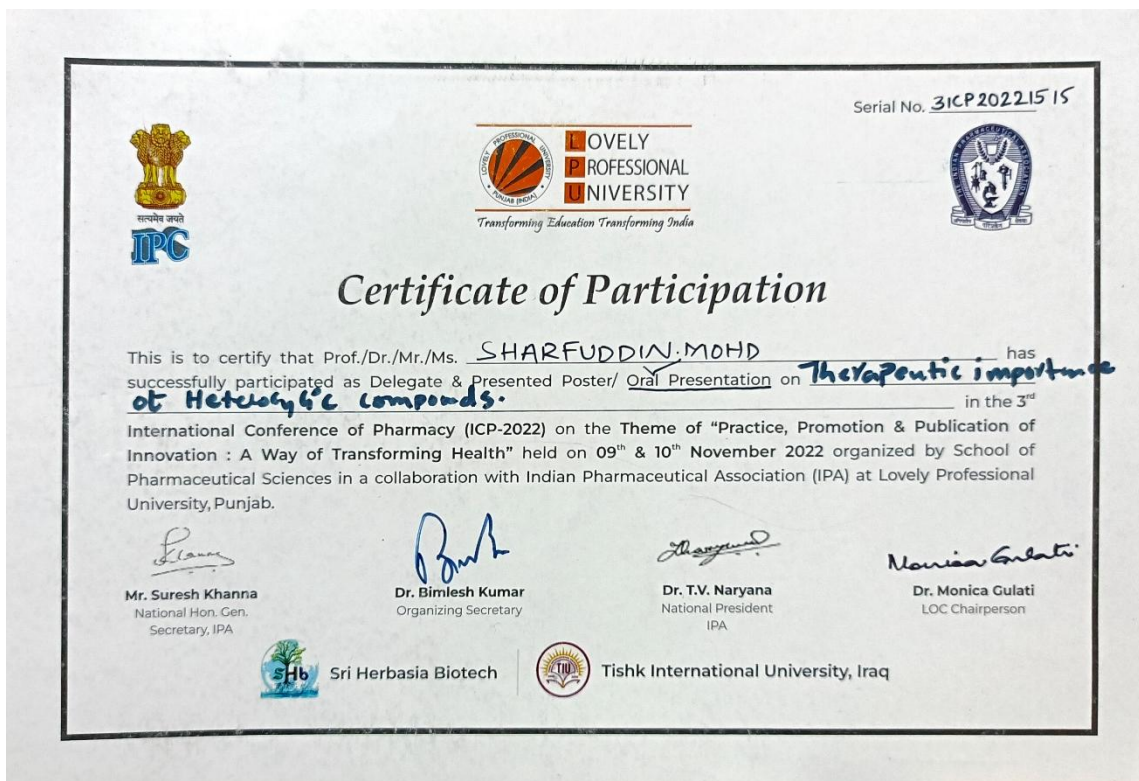 Serial No. 3ICP20221515
सत्यमेव जयते
IPC
LOVELY PROFESSIONAL UNIVERSITY
PUNJAB (INDIA)
LOVELY
PROFESSIONAL
UNIVERSITY
Transforming Education Transforming India
Certificate of Participation
This is to certify that Prof./Dr./Mr./Ms. SHARFUDDIN.MOHD has
successfully participated as Delegate & Presented Poster/ Oral Presentation on Therapeutic importance
of Heterocyclic compounds. in the 3rd
International Conference of Pharmacy (ICP-2022) on the Theme of “Practice, Promotion & Publication of
Innovation : A Way of Transforming Health” held on 09th & 10th November 2022 organized by School of
Pharmaceutical Sciences in a collaboration with Indian Pharmaceutical Association (IPA) at Lovely Professional
University, Punjab.
Monica Gulati
Mr. Suresh Khanna Dr. Bimlesh Kumar Dr. T.V. Naryana Dr. Monica Gulati
National Hon. Gen. Organizing Secretary National President LOC Chairperson
Secretary, IPA IPA
SHb Sri Herbasia Biotech TIU Tishk International University, Iraq